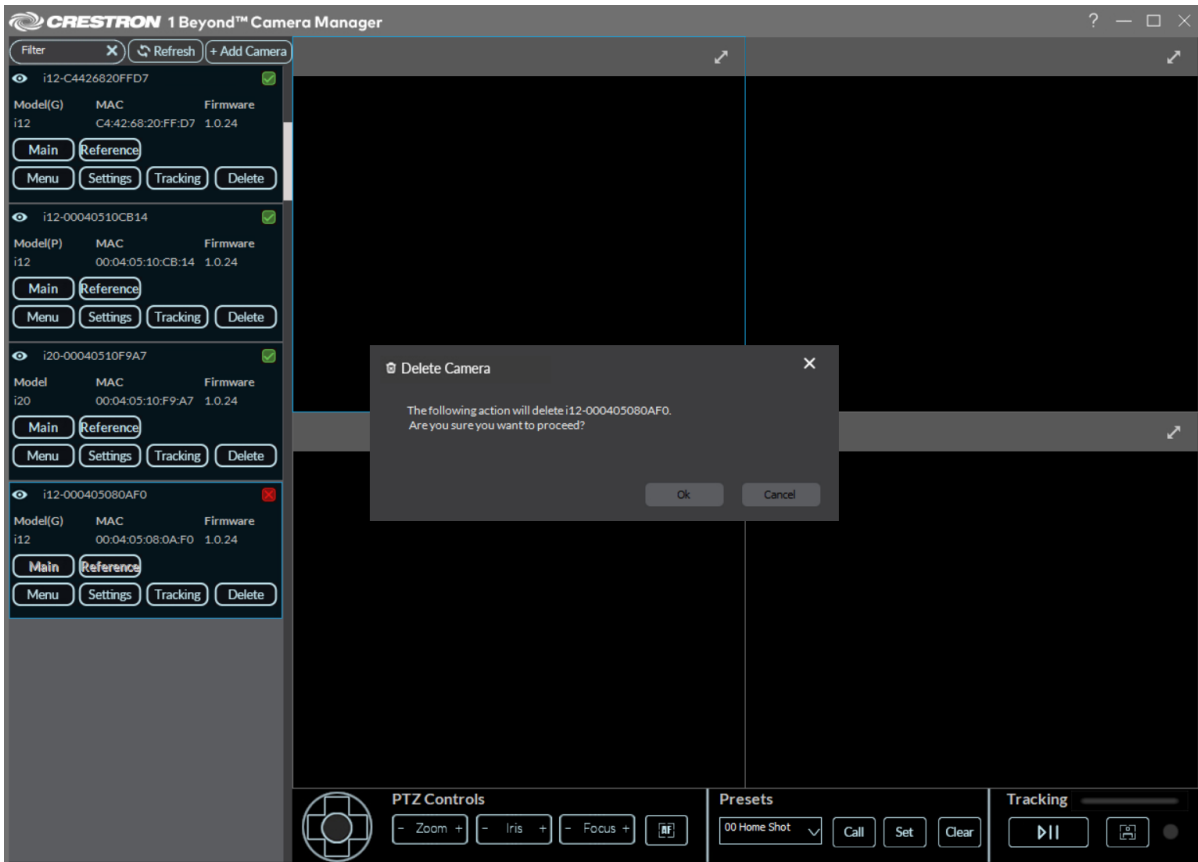 CRESTRON 1 Beyond™ Camera Manager
?
Filter
Refresh
+ Add Camera
i12-C4426820FFD7
Model(G) MAC Firmware
i12 C4:42:68:20:FF:D7 1.0.24
Main Reference
Menu Settings Tracking Delete
i12-00040510CB14
Model(P) MAC Firmware
i12 00:04:05:10:CB:14 1.0.24
Main Reference
Menu Settings Tracking Delete
i20-00040510F9A7
Model MAC Firmware
i20 00:04:05:10:F9:A7 1.0.24
Main Reference
Menu Settings Tracking Delete
i12-000405080AF0
Model(G) MAC Firmware
i12 00:04:05:08:0A:F0 1.0.24
Main Reference
Menu Settings Tracking Delete
Delete Camera
The following action will delete i12-000405080AF0.
Are you sure you want to proceed?
Ok Cancel
PTZ Controls
- Zoom + - Iris + - Focus + AF
Presets
00 Home Shot Call Set Clear
Tracking